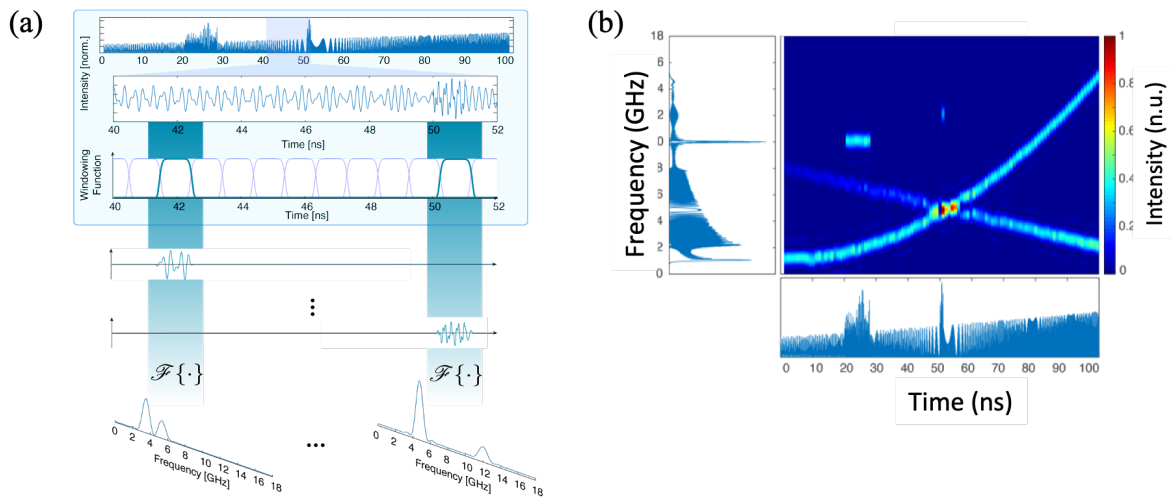 (a)
Intensity [norm.]
0 10 20 30 40 50 60 70 80 90 100
40 42 44 46 48 50 52
Time [ns]
Windowing
Function
40 42 44 46 48 50 52
Time [ns]
ℱ {·}
ℱ {·}
0 2 4 6 8 10 12 14 16 18
Frequency [GHz]
0 2 4 6 8 10 12 14 16 18
Frequency [GHz]
(b)
Frequency (GHz)
18
6
4
2
0
8
6
4
2
0
1
0.8
0.6
0.4
0.2
0
Intensity (n.u.)
0 10 20 30 40 50 60 70 80 90 100
Time (ns)